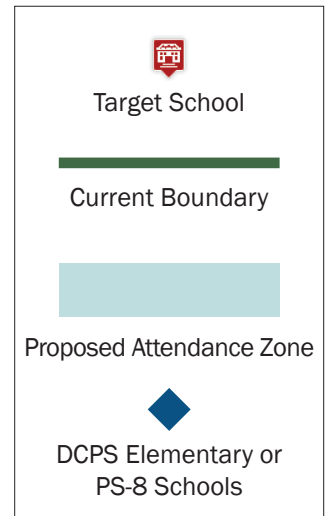 Target School
Current Boundary
Proposed Attendance Zone
DCPS Elementary or
PS-8 Schools